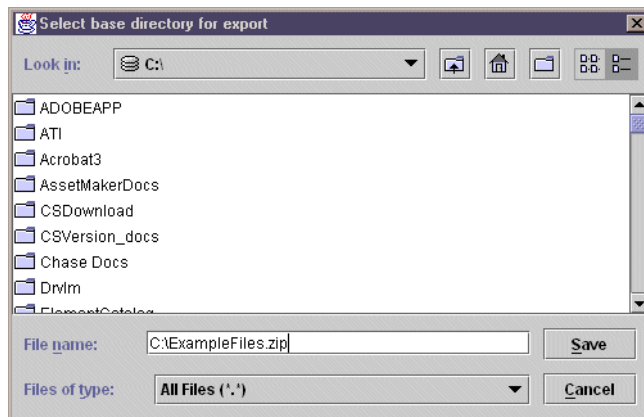 Select base directory for export
Look in: C:\
ADOBEAPP
ATI
Acrobat3
AssetMakerDocs
CSDownload
CSVersion_docs
Chase Docs
Drvlm
ElementCatalog
File name: C:\ExampleFiles.zip Save
Files of type: All Files (*.*) Cancel